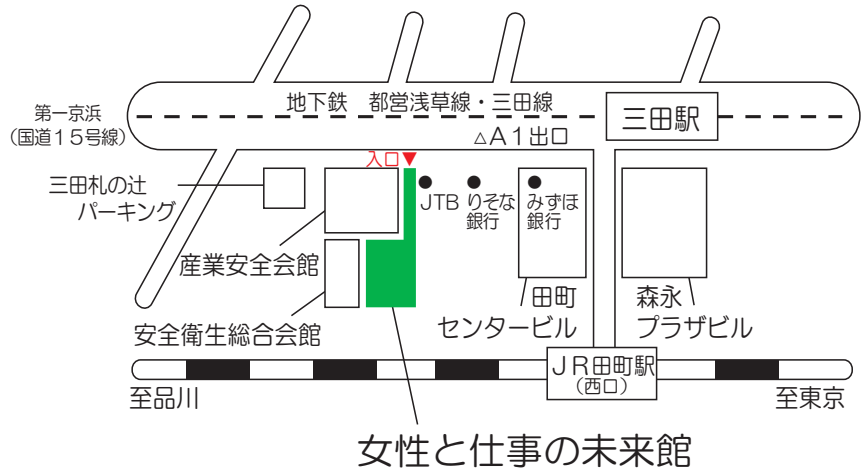 地下鉄　都営浅草線・三田線
第一京浜
（国道１５号線）
三田駅
△Ａ１出口
入口▼
三田札の辻
パーキング
JTB
りそな
銀行
みずほ
銀行
産業安全会館
安全衛生総合会館
田町
センタービル
森永
プラザビル
ＪＲ田町駅
（西口）
至品川
至東京
女性と仕事の未来館